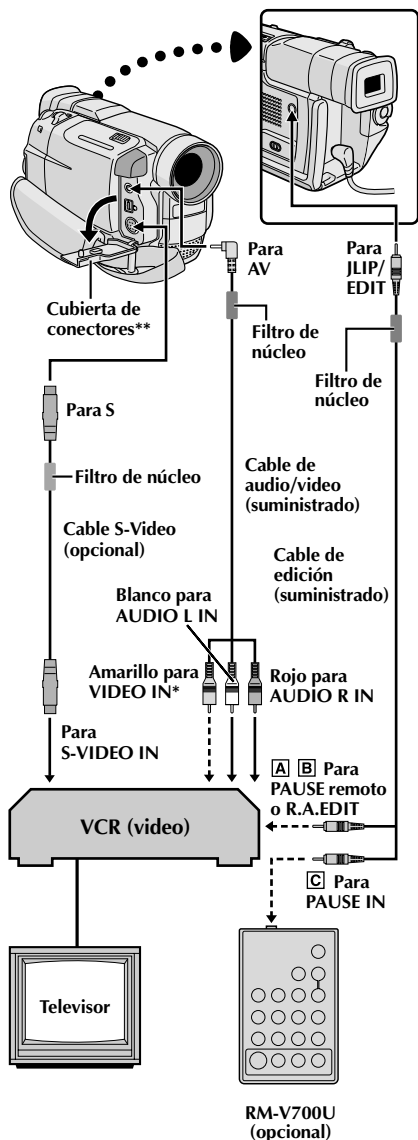 Para
AV
Para
JLIP/
EDIT
Cubierta de
conectores**
Filtro de
núcleo
Filtro de
núcleo
Para S
Filtro de núcleo
Cable de
audio/video
(suministrado)
Cable S-Video
(opcional)
Cable de
edición
(suministrado)
Blanco para
AUDIO L IN
Amarillo para
VIDEO IN*
Rojo para
AUDIO R IN
Para
S-VIDEO IN
A B Para
PAUSE remoto
o R.A.EDIT
VCR (video)
C Para
PAUSE IN
Televisor
RM-V700U
(opcional)